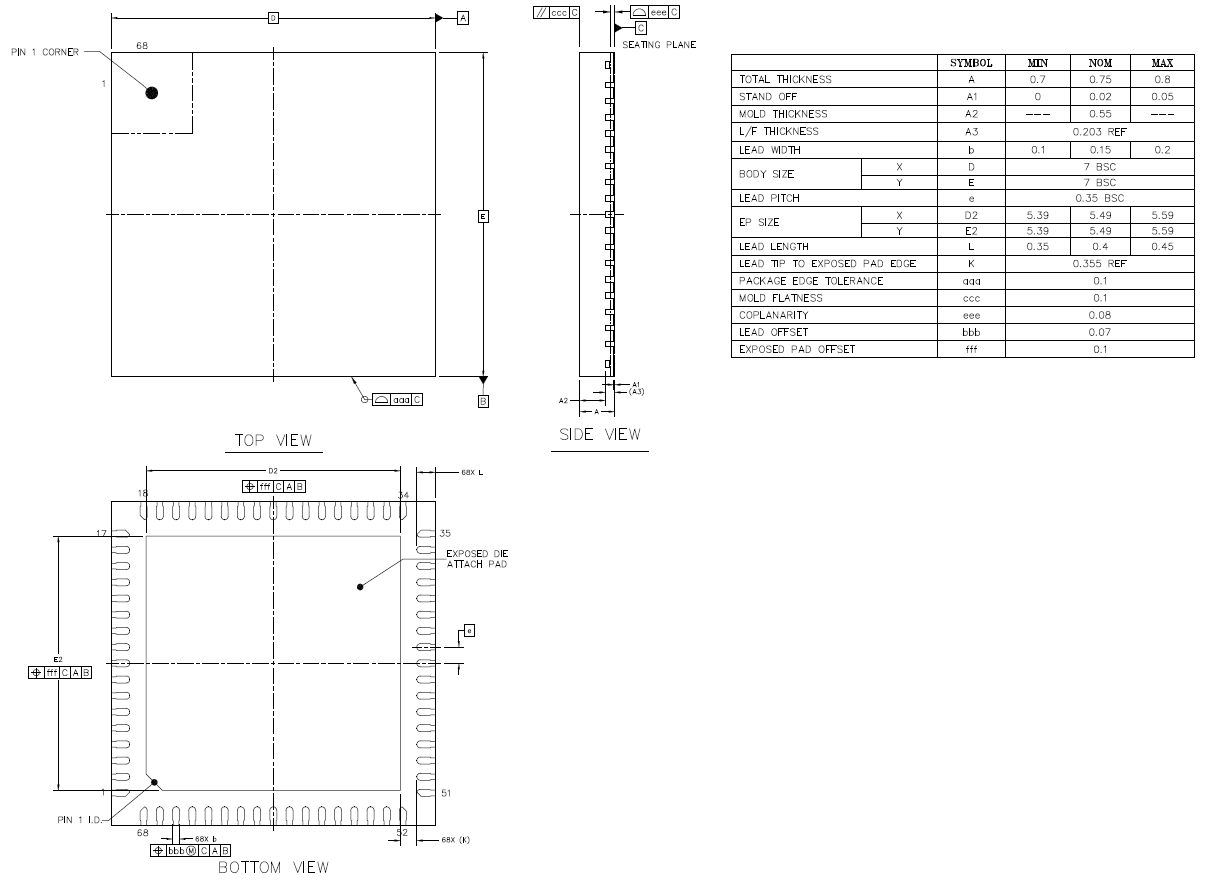 D
A
PIN 1 CORNER
68
1
E
B
aaa C
TOP VIEW
// ccc C
eee C
C
SEATING PLANE
A1
(A3)
A2
A
SIDE VIEW
SYMBOL MIN NOM MAX
TOTAL THICKNESS A 0.7 0.75 0.8
STAND OFF A1 0 0.02 0.05
MOLD THICKNESS A2 --- 0.55 ---
L/F THICKNESS A3 0.203 REF
LEAD WIDTH b 0.1 0.15 0.2
BODY SIZE X D 7 BSC
Y E 7 BSC
LEAD PITCH e 0.35 BSC
EP SIZE X D2 5.39 5.49 5.59
Y E2 5.39 5.49 5.59
LEAD LENGTH L 0.35 0.4 0.45
LEAD TIP TO EXPOSED PAD EDGE K 0.355 REF
PACKAGE EDGE TOLERANCE aaa 0.1
MOLD FLATNESS ccc 0.1
COPLANARITY eee 0.08
LEAD OFFSET bbb 0.07
EXPOSED PAD OFFSET fff 0.1
D2
fff C A B
68X L
18
34
17
35
EXPOSED DIE
ATTACH PAD
e
E2
fff C A B
1
51
PIN 1 I.D.
68
52
68X b
68X (K)
bbb Ⓜ C A B
BOTTOM VIEW